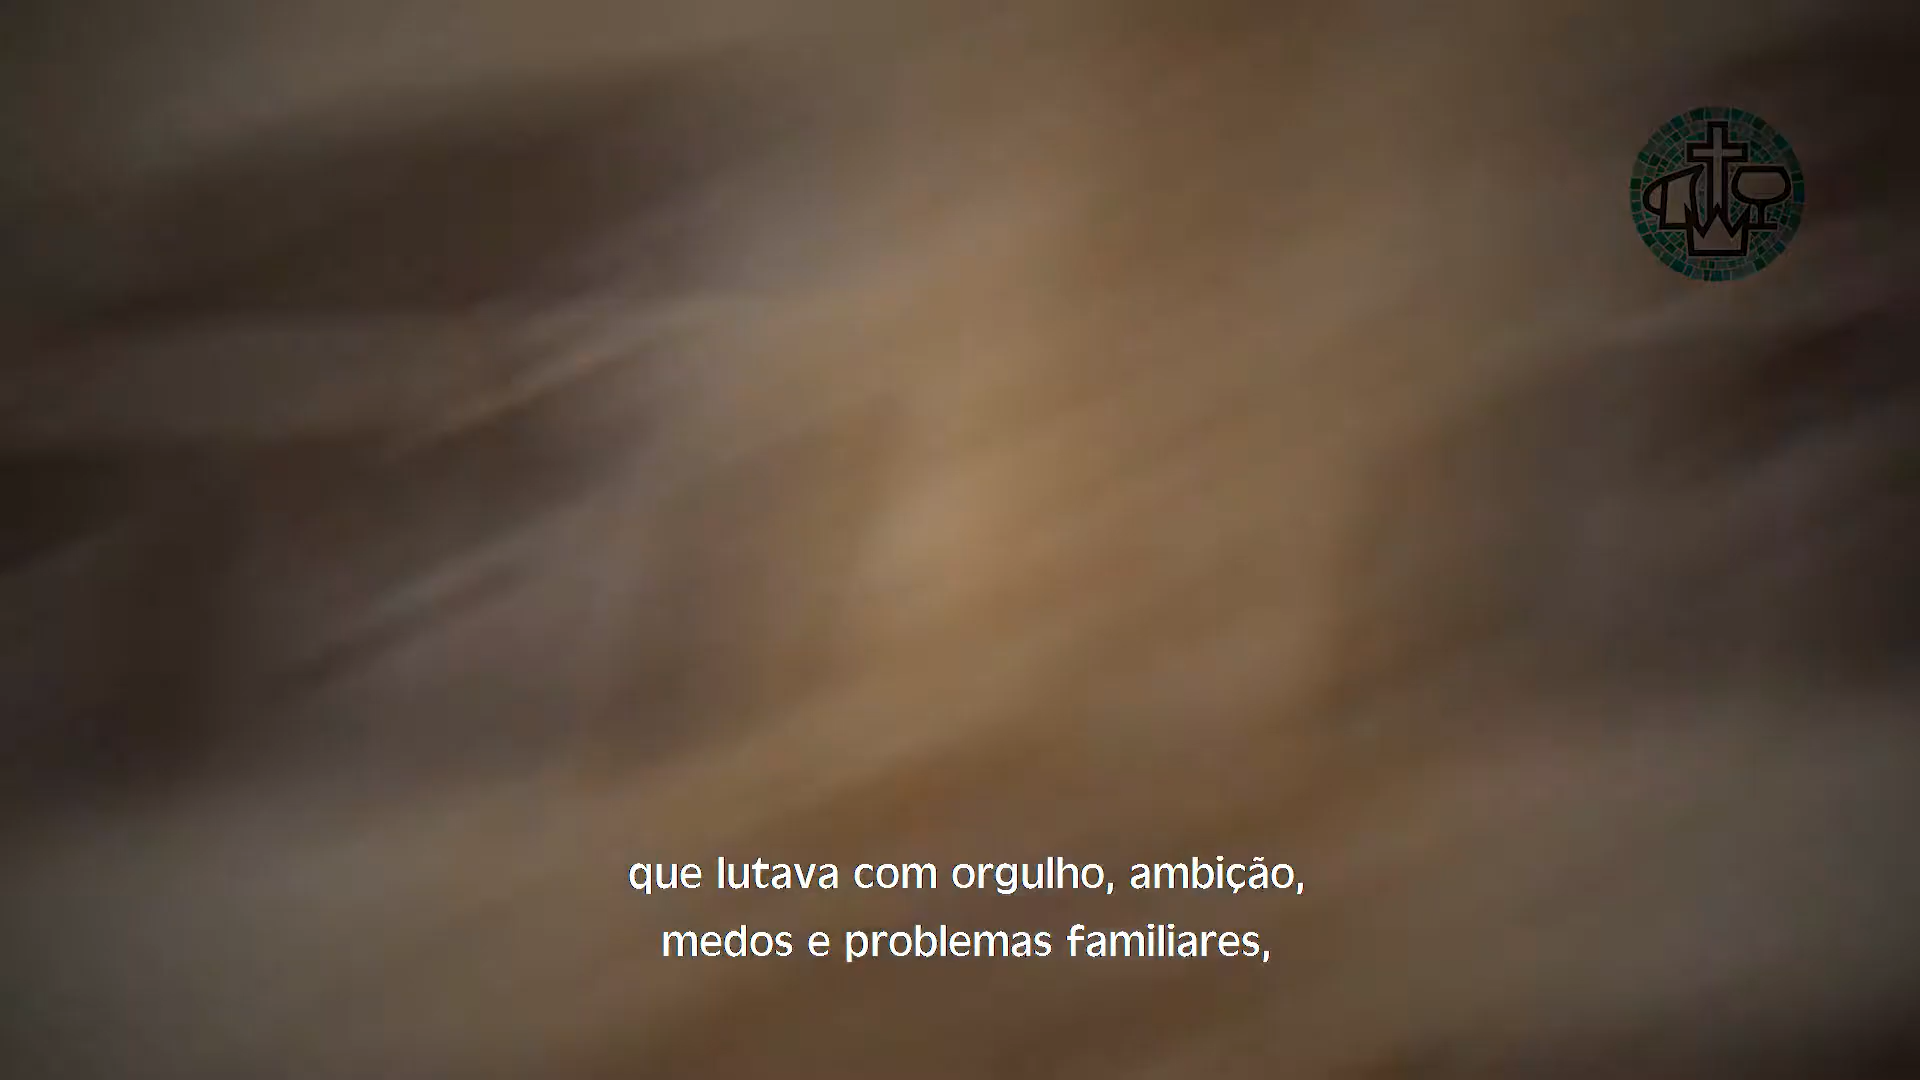 que lutava com orgulho, ambição,
medos e problemas familiares,